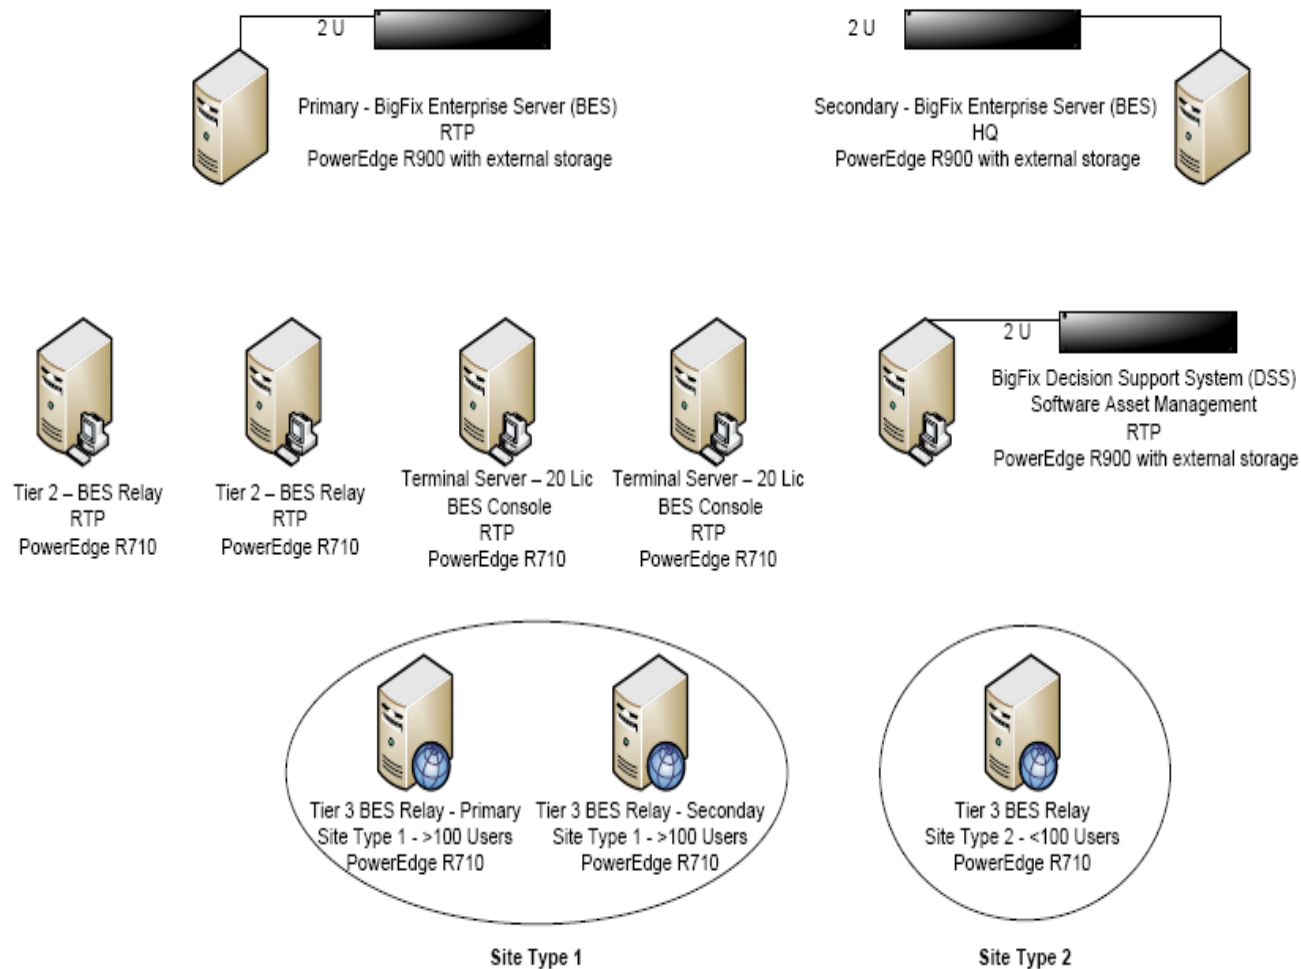 2 U
Primary - BigFix Enterprise Server (BES)
RTP
PowerEdge R900 with external storage
2 U
Secondary - BigFix Enterprise Server (BES)
HQ
PowerEdge R900 with external storage
Tier 2 – BES Relay
RTP
PowerEdge R710
Tier 2 – BES Relay
RTP
PowerEdge R710
Terminal Server – 20 Lic
BES Console
RTP
PowerEdge R710
Terminal Server – 20 Lic
BES Console
RTP
PowerEdge R710
2 U
BigFix Decision Support System (DSS)
Software Asset Management
RTP
PowerEdge R900 with external storage
Tier 3 BES Relay - Primary
Site Type 1 - >100 Users
PowerEdge R710
Tier 3 BES Relay - Seconday
Site Type 1 - >100 Users
PowerEdge R710
Tier 3 BES Relay
Site Type 2 - <100 Users
PowerEdge R710
Site Type 1
Site Type 2